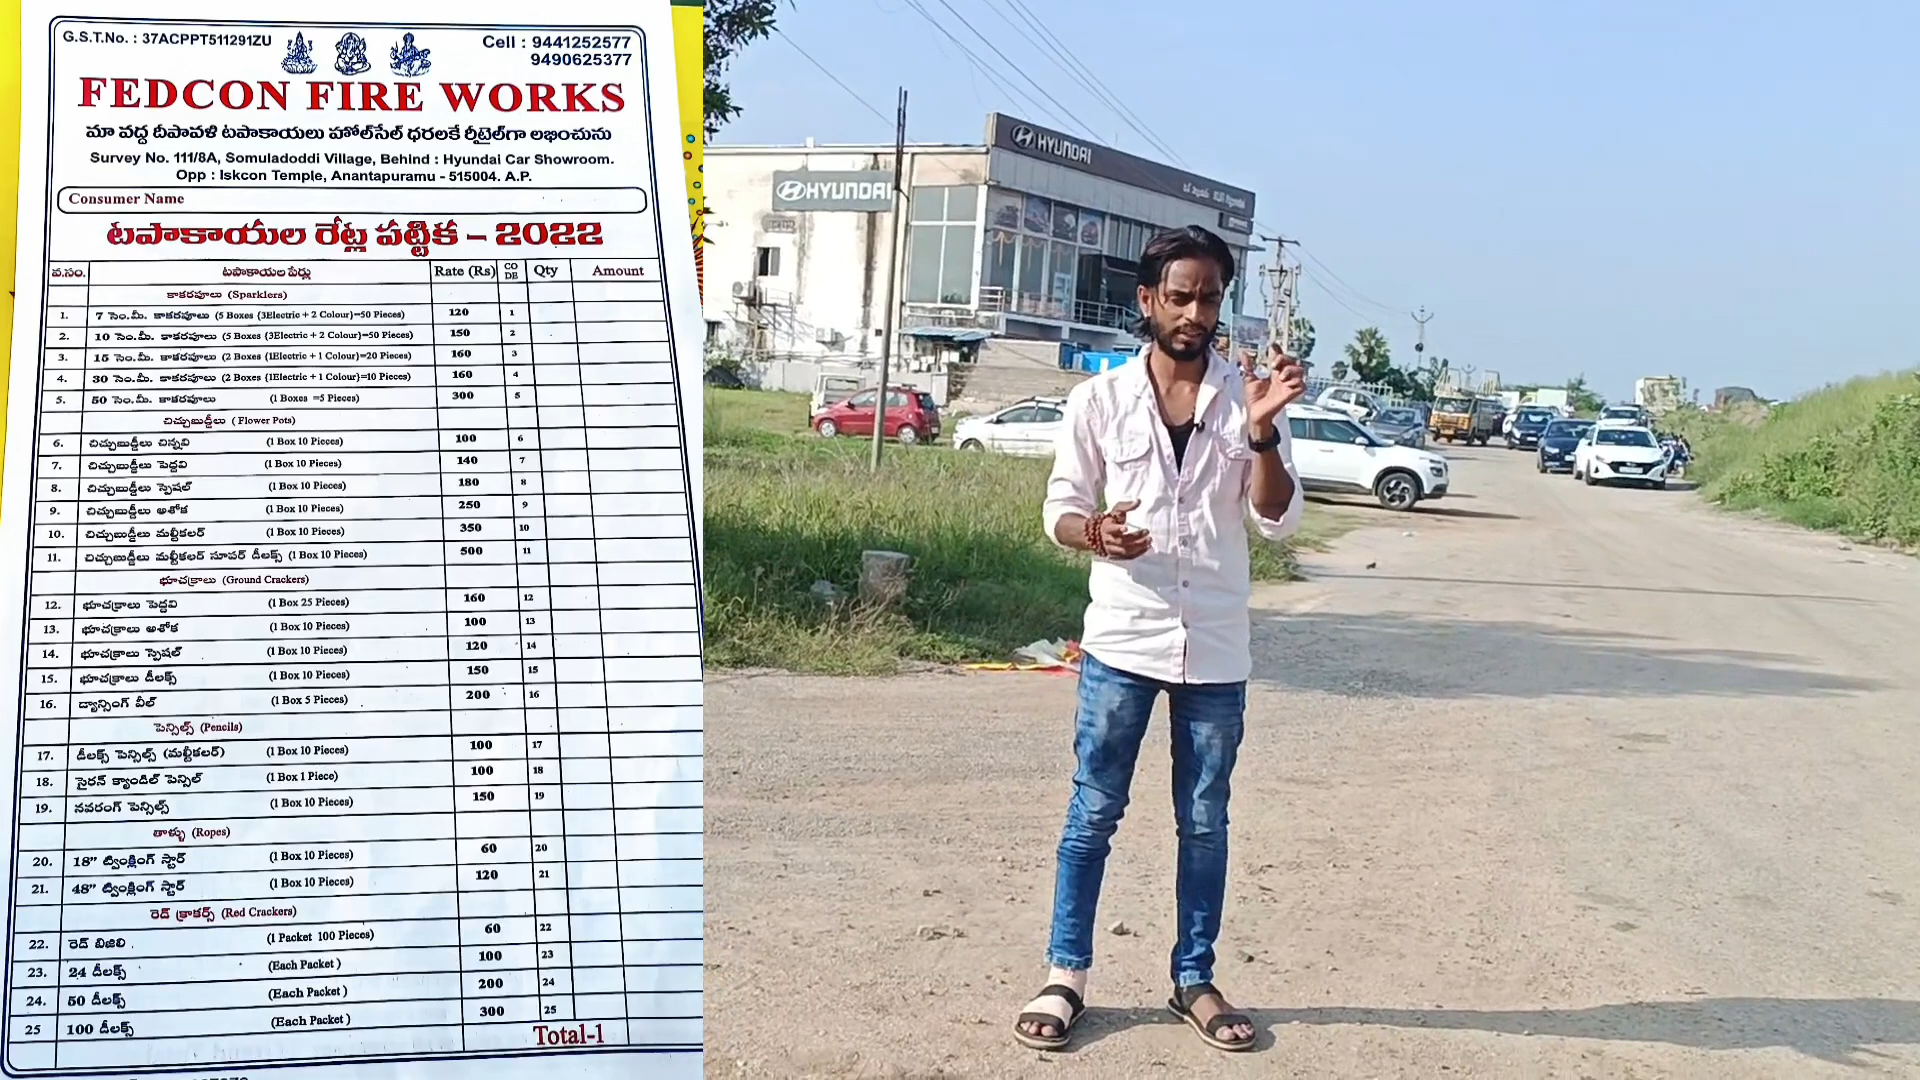 G.S.T.No. : 37ACPPT511291ZU
Cell : 9441252577
9490625377
FEDCON FIRE WORKS
మా వద్ద దీపావళి టపాకాయలు హోల్‌సేల్ ధరలకే రీటైల్‌గా లభించును
Survey No. 111/8A, Somuladoddi Village, Behind : Hyundai Car Showroom.
Opp : Iskcon Temple, Anantapuramu - 515004. A.P.
Consumer Name
టపాకాయల రేట్ల పట్టిక – 2022
వ.సం. టపాకాయల పేర్లు Rate (Rs) CODE Qty Amount
కాకరపూలు (Sparklers)
1. 7 సెం.మీ. కాకరపూలు (5 Boxes {3Electric + 2 Colour}=50 Pieces) 120 1
2. 10 సెం.మీ. కాకరపూలు (5 Boxes {3Electric + 2 Colour}=50 Pieces) 150 2
3. 15 సెం.మీ. కాకరపూలు (2 Boxes {1Electric + 1 Colour}=20 Pieces) 160 3
4. 30 సెం.మీ. కాకరపూలు (2 Boxes {1Electric + 1 Colour}=10 Pieces) 160 4
5. 50 సెం.మీ. కాకరపూలు (1 Boxes =5 Pieces) 300 5
చిచ్చుబుడ్డీలు ( Flower Pots)
6. చిచ్చుబుడ్డీలు చిన్నవి (1 Box 10 Pieces) 100 6
7. చిచ్చుబుడ్డీలు పెద్దవి (1 Box 10 Pieces) 140 7
8. చిచ్చుబుడ్డీలు స్పెషల్ (1 Box 10 Pieces) 180 8
9. చిచ్చుబుడ్డీలు అశోక (1 Box 10 Pieces) 250 9
10. చిచ్చుబుడ్డీలు మల్టీకలర్ (1 Box 10 Pieces) 350 10
11. చిచ్చుబుడ్డీలు మల్టీకలర్ సూపర్ డీలక్స్ (1 Box 10 Pieces) 500 11
భూచక్రాలు (Ground Crackers)
12. భూచక్రాలు పెద్దవి (1 Box 25 Pieces) 160 12
13. భూచక్రాలు అశోక (1 Box 10 Pieces) 100 13
14. భూచక్రాలు స్పెషల్ (1 Box 10 Pieces) 120 14
15. భూచక్రాలు డీలక్స్ (1 Box 10 Pieces) 150 15
16. డ్యాన్సింగ్ వీల్ (1 Box 5 Pieces) 200 16
పెన్సిల్స్ (Pencils)
17. డీలక్స్ పెన్సిల్స్ (మల్టీకలర్) (1 Box 10 Pieces) 100 17
18. సైరన్ క్యాండిల్ పెన్సిల్ (1 Box 1 Piece) 100 18
19. నవరంగ్ పెన్సిల్స్ (1 Box 10 Pieces) 150 19
తాళ్ళు (Ropes)
20. 18” ట్వింక్లింగ్ స్టార్ (1 Box 10 Pieces) 60 20
21. 48” ట్వింక్లింగ్ స్టార్ (1 Box 10 Pieces) 120 21
రెడ్ క్రాకర్స్ (Red Crackers)
22. రెడ్ బిజిలి (1 Packet 100 Pieces) 60 22
23. 24 డీలక్స్ (Each Packet ) 100 23
24. 50 డీలక్స్ (Each Packet ) 200 24
25 100 డీలక్స్ (Each Packet ) 300 25
Total-1
HYUNDAI
HYUNDAI